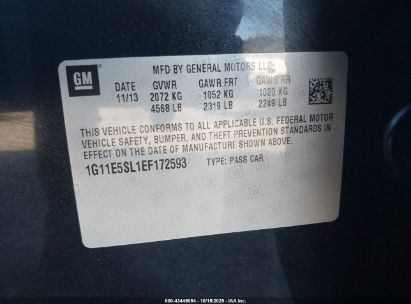 GM
MFD BY GENERAL MOTORS LLC
DATE GVWR GAWR FRT GAWR RR
11/13 2072 KG 1052 KG 1020 KG
4568 LB 2319 LB 2249 LB
THIS VEHICLE CONFORMS TO ALL APPLICABLE U.S. FEDERAL MOTOR
VEHICLE SAFETY, BUMPER, AND THEFT PREVENTION STANDARDS IN
EFFECT ON THE DATE OF MANUFACTURE SHOWN ABOVE.
1G11E5SL1EF172593 TYPE: PASS CAR